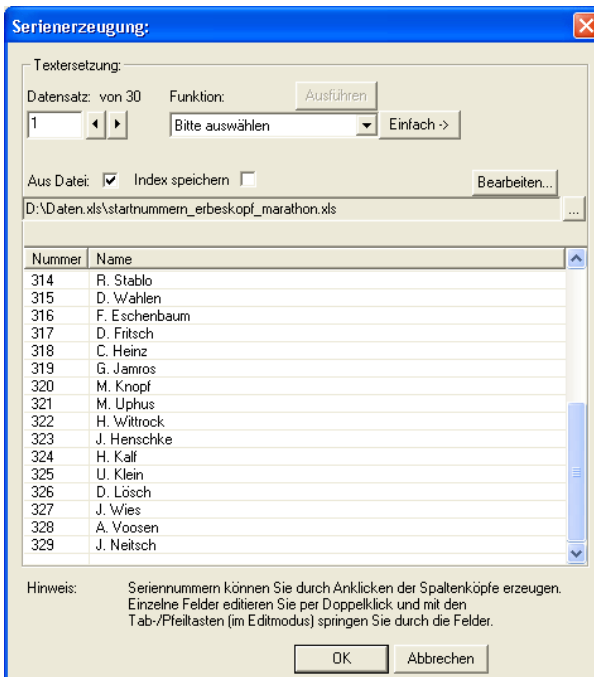 Serienerzeugung:
Textersetzung:
Datensatz: von 30 Funktion: Ausführen
1 Bitte auswählen Einfach ->
Aus Datei: Index speichern Bearbeiten...
D:\Daten.xls\startnummern_erbeskopf_marathon.xls ...
Nummer Name
314 R. Stablo
315 D. Wahlen
316 F. Eschenbaum
317 D. Fritsch
318 C. Heinz
319 G. Jamros
320 M. Knopf
321 M. Uphus
322 H. Wittrock
323 J. Henschke
324 H. Kalf
325 U. Klein
326 D. Lösch
327 J. Wies
328 A. Voosen
329 J. Neitsch
Hinweis: Seriennummern können Sie durch Anklicken der Spaltenköpfe erzeugen.
Einzelne Felder editieren Sie per Doppelklick und mit den
Tab-/Pfeiltasten (im Editmodus) springen Sie durch die Felder.
OK Abbrechen